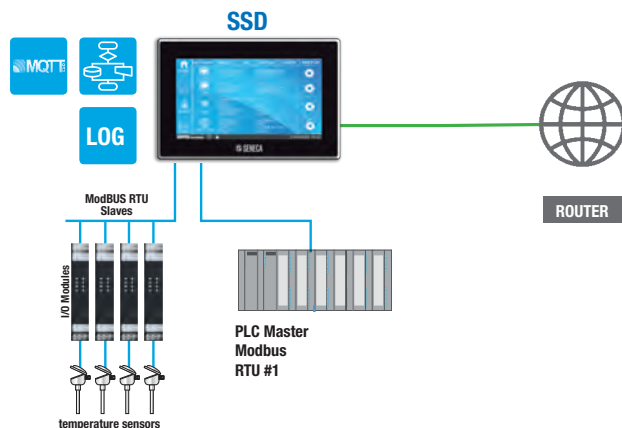 SSD
MQTT
LOG
SENECA
ModBUS RTU
Slaves
I/O Modules
ROUTER
PLC Master
Modbus
RTU #1
temperature sensors